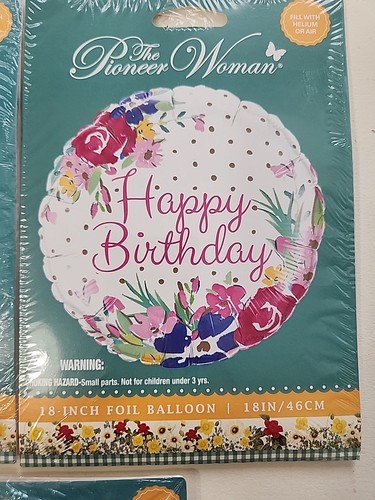 The
Pioneer Woman®
FILL WITH
HELIUM
OR AIR
Happy
Birthday
WARNING:
HAZARD-Small parts. Not for children under 3 yrs.
18-INCH FOIL BALLOON | 18IN/46CM